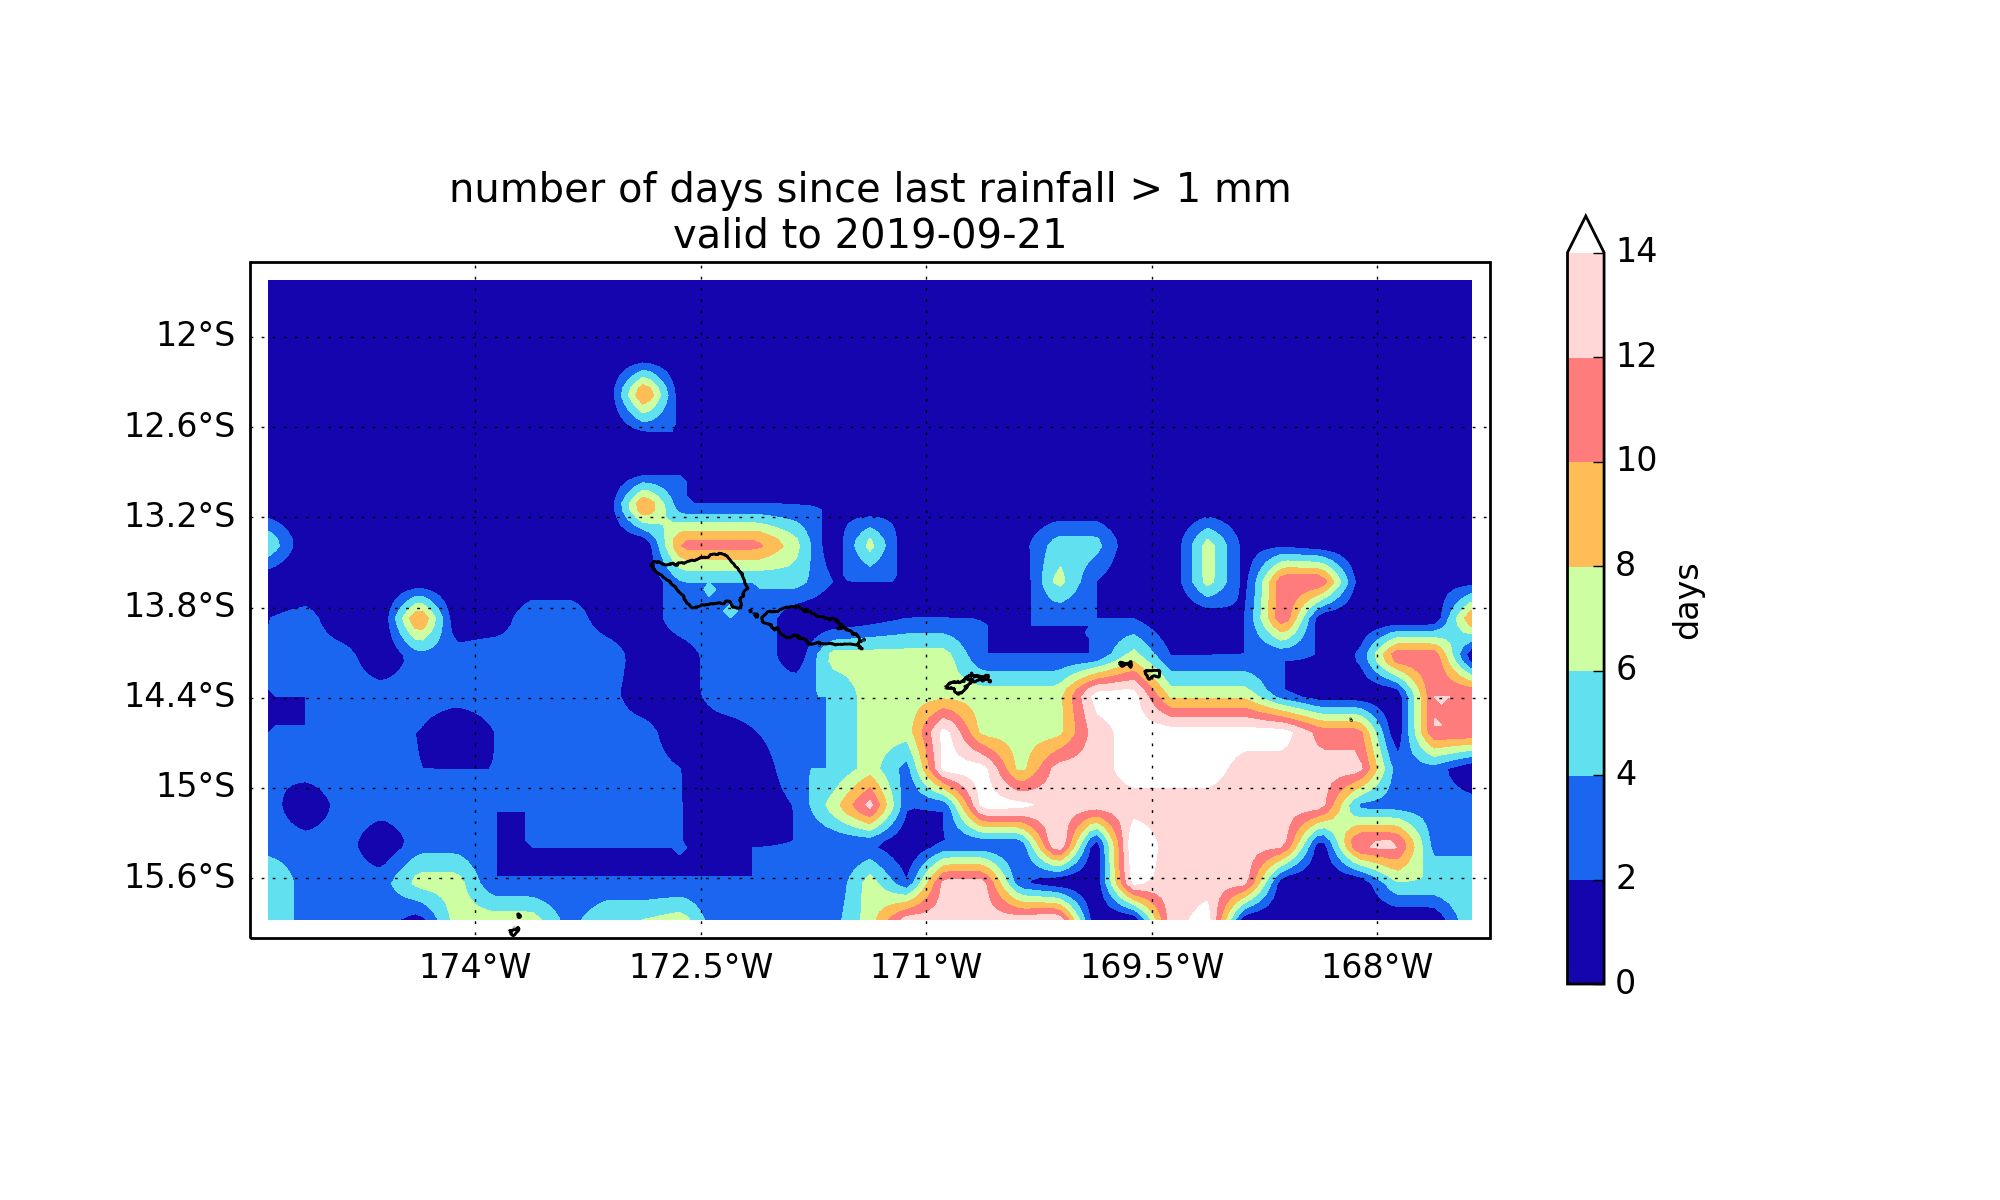 number of days since last rainfall > 1 mm
valid to 2019-09-21
12°S
12.6°S
13.2°S
13.8°S
14.4°S
15°S
15.6°S
174°W
172.5°W
171°W
169.5°W
168°W
14
12
10
8
6
4
2
0
days